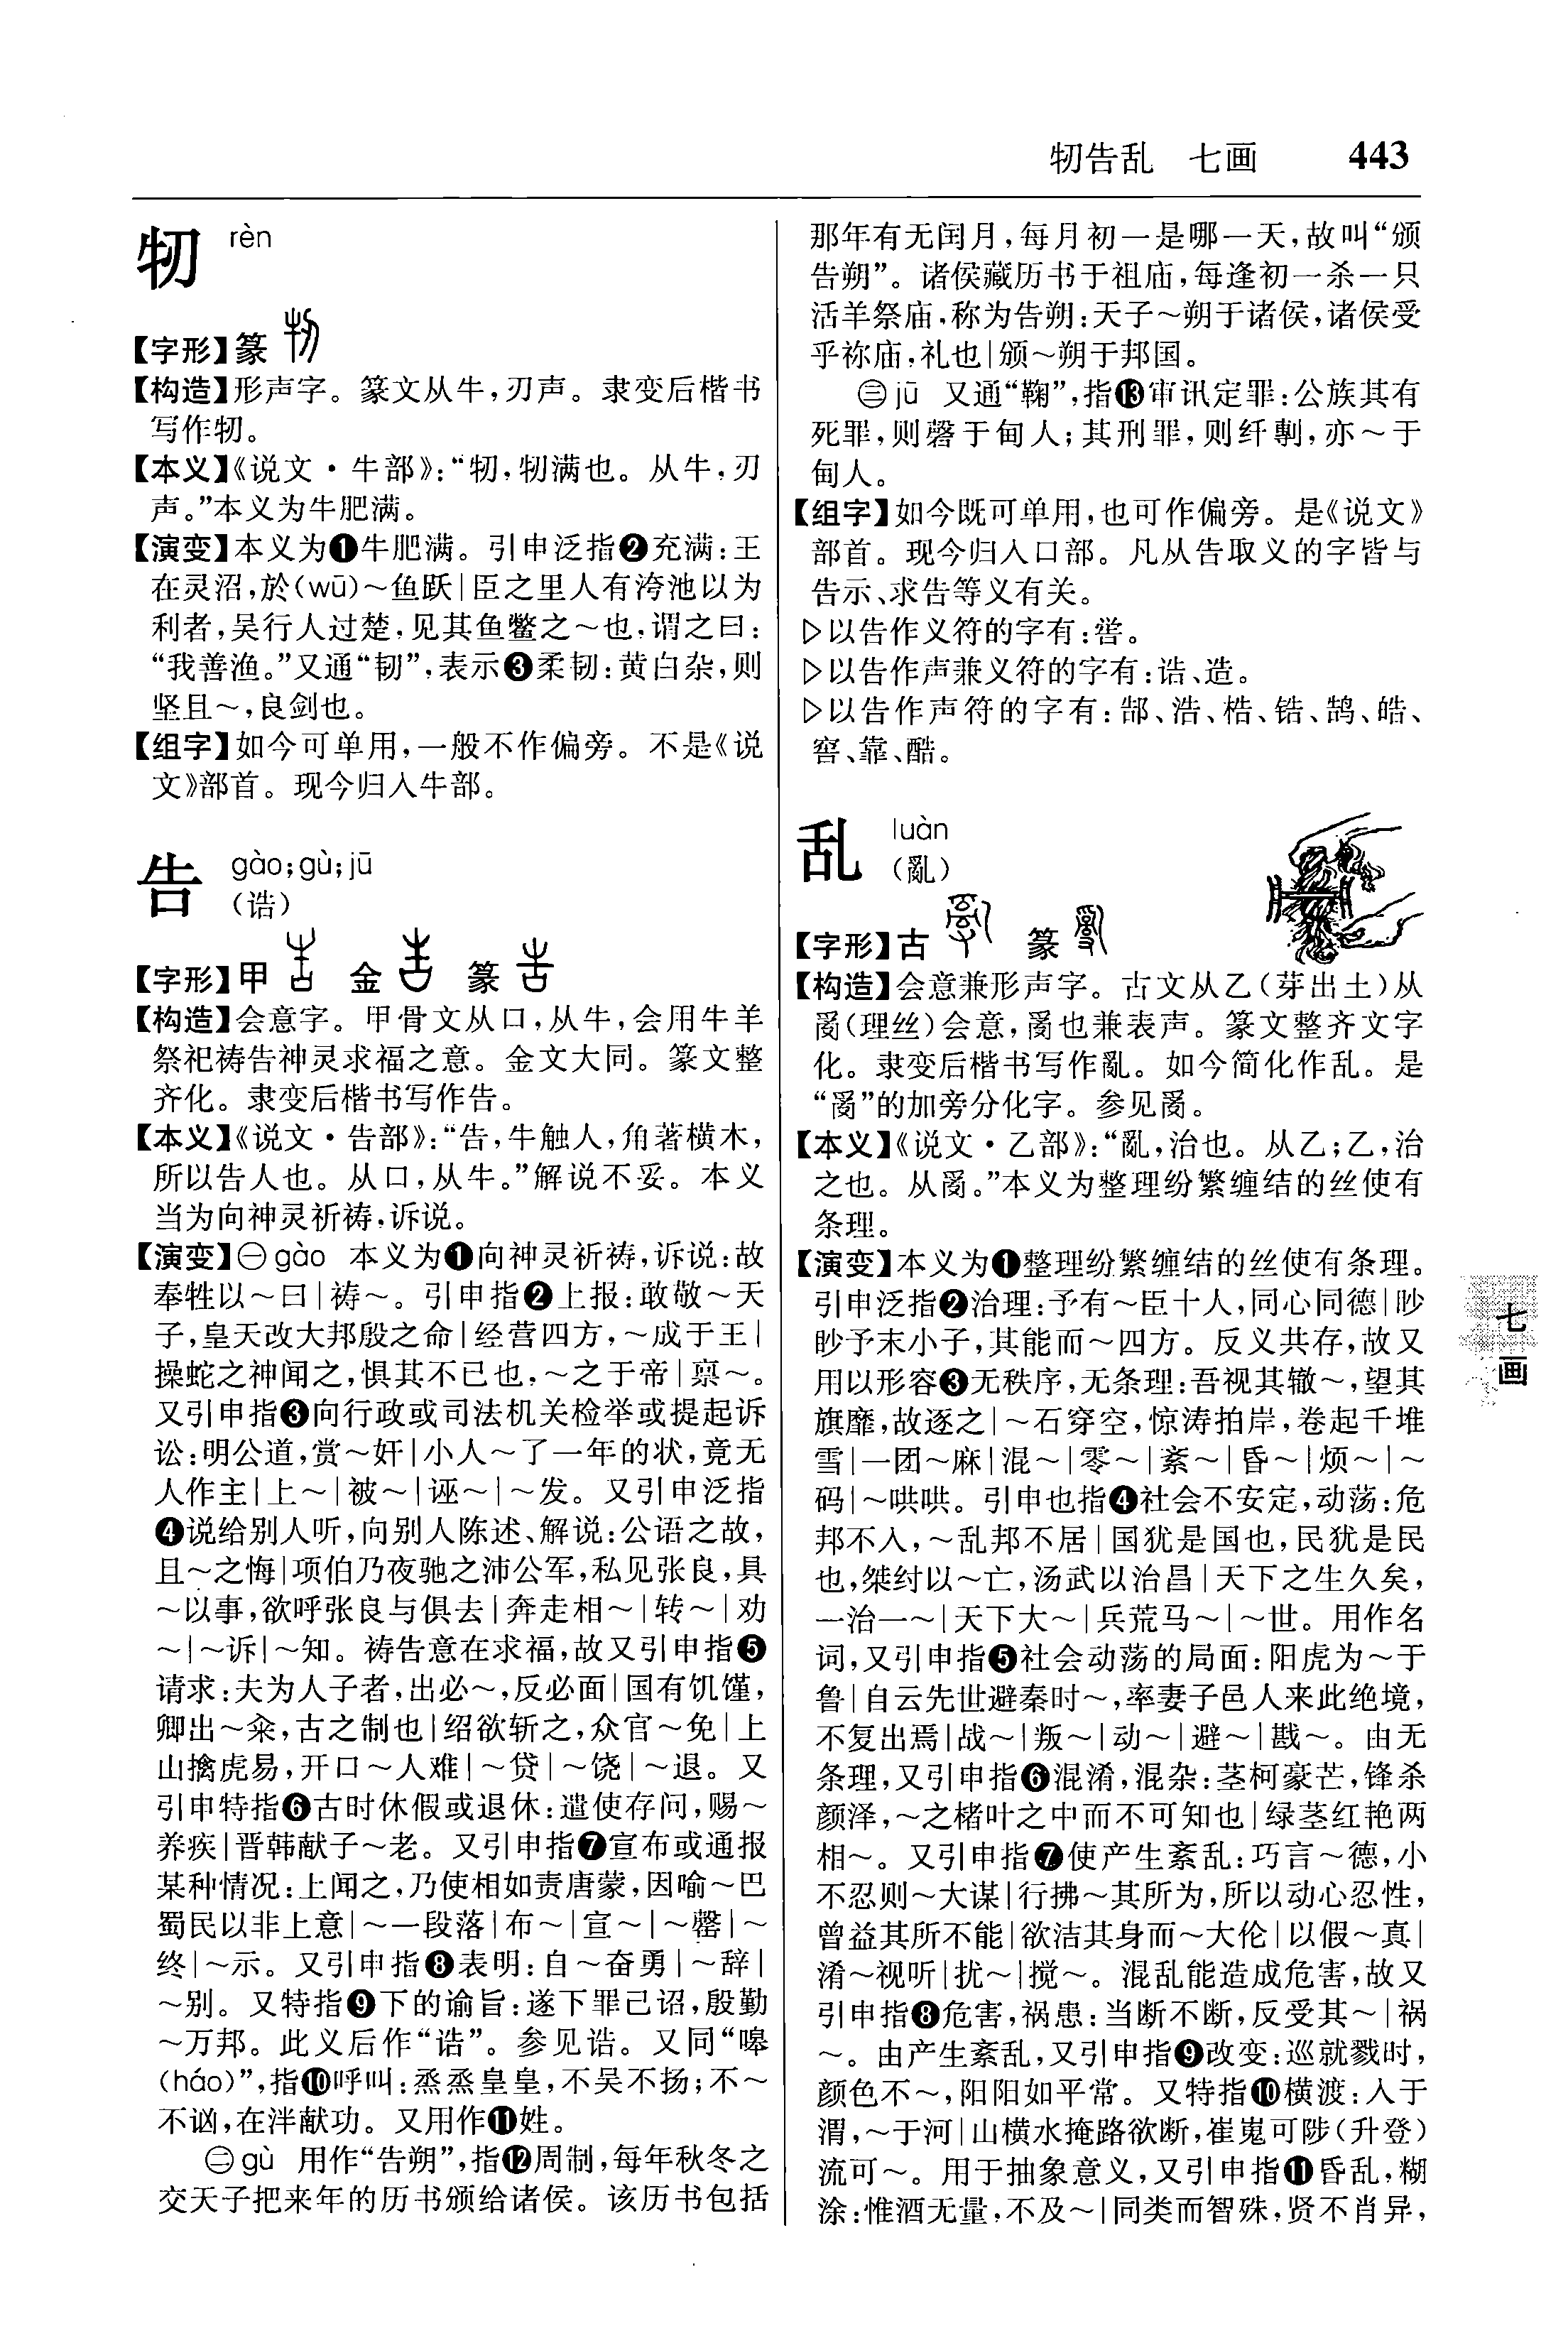 牣告乱　七画　443
牣 rèn
【字形】篆
【构造】形声字。篆文从牛,刃声。隶变后楷书
写作牣。
【本义】《说文·牛部》:“牣,牣满也。从牛,刃
声。”本义为牛肥满。
【演变】本义为❶牛肥满。引申泛指❷充满:王
在灵沼,於(wū)～鱼跃|臣之里人有洿池以为
利者,吴行人过楚,见其鱼鳖之～也,谓之曰:
“我善渔。”又通“韧”,表示❸柔韧:黄白杂,则
坚且～,良剑也。
【组字】如今可单用,一般不作偏旁。不是《说
文》部首。现今归入牛部。
告 gào;gù;jū
(诰)
【字形】甲　金　篆
【构造】会意字。甲骨文从口,从牛,会用牛羊
祭祀祷告神灵求福之意。金文大同。篆文整
齐化。隶变后楷书写作告。
【本义】《说文·告部》:“告,牛触人,角著横木,
所以告人也。从口,从牛。”解说不妥。本义
当为向神灵祈祷,诉说。
【演变】㊀gào 本义为❶向神灵祈祷,诉说:故
奉牲以～曰|祷～。引申指❷上报:敢敬～天
子,皇天改大邦殷之命|经营四方,～成于王|
操蛇之神闻之,惧其不已也,～之于帝|禀～。
又引申指❸向行政或司法机关检举或提起诉
讼:明公道,赏～奸|小人～了一年的状,竟无
人作主|上～|被～|诬～|～发。又引申泛指
❹说给别人听,向别人陈述、解说:公语之故,
且～之悔|项伯乃夜驰之沛公军,私见张良,具
～以事,欲呼张良与俱去|奔走相～|转～|劝
～|～诉|～知。祷告意在求福,故又引申指❺
请求:夫为人子者,出必～,反必面|国有饥馑,
卿出～籴,古之制也|绍欲斩之,众官～免|上
山擒虎易,开口～人难|～贷|～饶|～退。又
引申特指❻古时休假或退休:遣使存问,赐～
养疾|晋韩献子～老。又引申指❼宣布或通报
某种情况:上闻之,乃使相如责唐蒙,因喻～巴
蜀民以非上意|～一段落|布～|宣～|～罄|～
终|～示。又引申指❽表明:自～奋勇|～辞|
～别。又特指❾下的谕旨:遂下罪己诏,殷勤
～万邦。此义后作“诰”。参见诰。又同“嗥
(háo)”,指❿呼叫:烝烝皇皇,不吴不扬;不～
不讻,在泮献功。又用作⓫姓。
㊁gù 用作“告朔”,指⓬周制,每年秋冬之
交天子把来年的历书颁给诸侯。该历书包括
那年有无闰月,每月初一是哪一天,故叫“颁
告朔”。诸侯藏历书于祖庙,每逢初一杀一只
活羊祭庙,称为告朔:天子～朔于诸侯,诸侯受
乎祢庙,礼也|颁～朔于邦国。
㊂jū 又通“鞠”,指⓭审讯定罪:公族其有
死罪,则磬于甸人;其刑罪,则纤剸,亦～于
甸人。
【组字】如今既可单用,也可作偏旁。是《说文》
部首。现今归入口部。凡从告取义的字皆与
告示、求告等义有关。
▷以告作义符的字有:喾。
▷以告作声兼义符的字有:诰、造。
▷以告作声符的字有:郜、浩、梏、锆、鹄、皓、
窖、靠、酷。
乱 luàn
(亂)
【字形】古　篆
【构造】会意兼形声字。古文从乙(芽出土)从
𤔔(理丝)会意,𤔔也兼表声。篆文整齐文字
化。隶变后楷书写作亂。如今简化作乱。是
“𤔔”的加旁分化字。参见𤔔。
【本义】《说文·乙部》:“亂,治也。从乙;乙,治
之也。从𤔔。”本义为整理纷繁缠结的丝使有
条理。
【演变】本义为❶整理纷繁缠结的丝使有条理。
引申泛指❷治理:予有～臣十人,同心同德|眇
眇予末小子,其能而～四方。反义共存,故又
用以形容❸无秩序,无条理:吾视其辙～,望其
旗靡,故逐之|～石穿空,惊涛拍岸,卷起千堆
雪|一团～麻|混～|零～|紊～|昏～|烦～|～
码|～哄哄。引申也指❹社会不安定,动荡:危
邦不入,～乱邦不居|国犹是国也,民犹是民
也,桀纣以～亡,汤武以治昌|天下之生久矣,
一治一～|天下大～|兵荒马～|～世。用作名
词,又引申指❺社会动荡的局面:阳虎为～于
鲁|自云先世避秦时～,率妻子邑人来此绝境,
不复出焉|战～|叛～|动～|避～|戡～。由无
条理,又引申指❻混淆,混杂:茎柯豪芒,锋杀
颜泽,～之楮叶之中而不可知也|绿茎红艳两
相～。又引申指❼使产生紊乱:巧言～德,小
不忍则～大谋|行拂～其所为,所以动心忍性,
曾益其所不能|欲洁其身而～大伦|以假～真|
淆～视听|扰～|搅～。混乱能造成危害,故又
引申指❽危害,祸患:当断不断,反受其～|祸
～。由产生紊乱,又引申指❾改变:巡就戮时,
颜色不～,阳阳如平常。又特指❿横渡:入于
渭,～于河|山横水掩路欲断,崔嵬可陟(升登)
流可～。用于抽象意义,又引申指⓫昏乱,糊
涂:惟酒无量,不及～|同类而智殊,贤不肖异,
七画